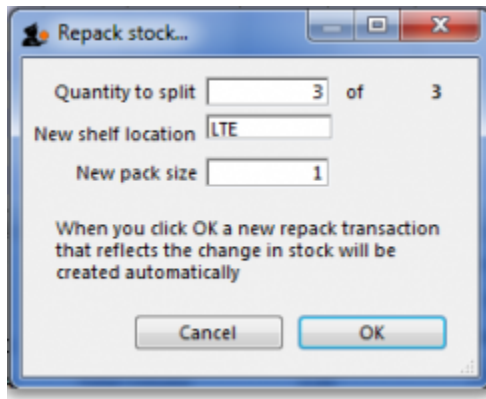 Repack stock...
Quantity to split 3 of 3
New shelf location LTE
New pack size 1
When you click OK a new repack transaction
that reflects the change in stock will be
created automatically
Cancel OK